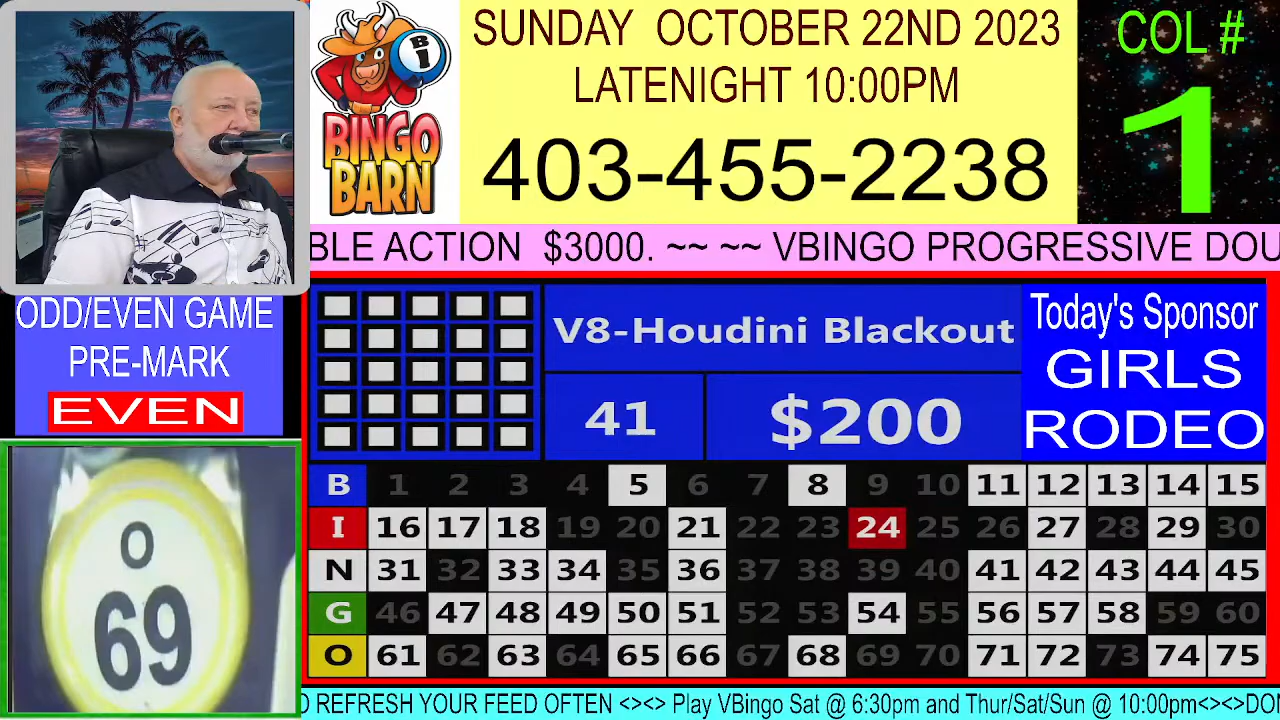 SUNDAY OCTOBER 22ND 2023
LATENIGHT 10:00PM
403-455-2238
BINGO
BARN
B
I
COL #
1
BLE ACTION $3000. ~~ ~~ VBINGO PROGRESSIVE DOU
ODD/EVEN GAME
PRE-MARK
EVEN
V8-Houdini Blackout
41
$200
Today's Sponsor
GIRLS
RODEO
B 1 2 3 4 5 6 7 8 9 10 11 12 13 14 15
I 16 17 18 19 20 21 22 23 24 25 26 27 28 29 30
N 31 32 33 34 35 36 37 38 39 40 41 42 43 44 45
G 46 47 48 49 50 51 52 53 54 55 56 57 58 59 60
O 61 62 63 64 65 66 67 68 69 70 71 72 73 74 75
O
69
O REFRESH YOUR FEED OFTEN <><> Play VBingo Sat @ 6:30pm and Thur/Sat/Sun @ 10:00pm<><>DO